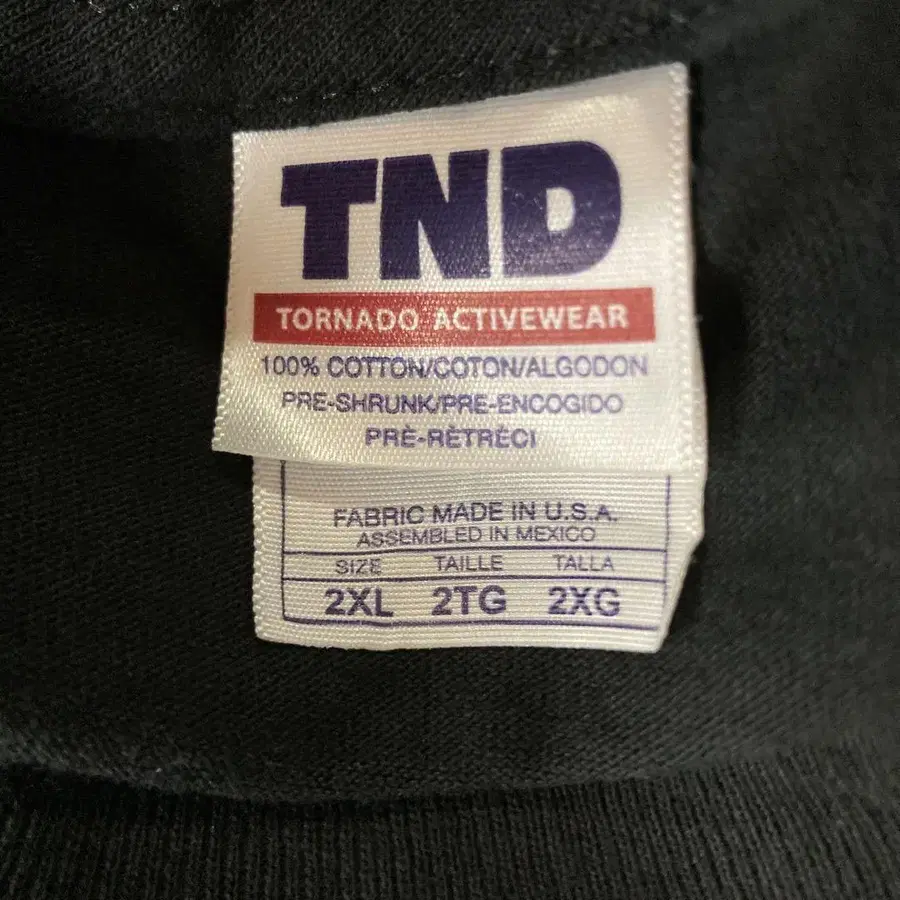 TND
TORNADO ACTIVEWEAR
100% COTTON/COTON/ALGODON
PRE-SHRUNK/PRE-ENCOGIDO
PRÈ-RÈTRÉCI
FABRIC MADE IN U.S.A.
ASSEMBLED IN MEXICO
SIZE TAILLE TALLA
2XL 2TG 2XG